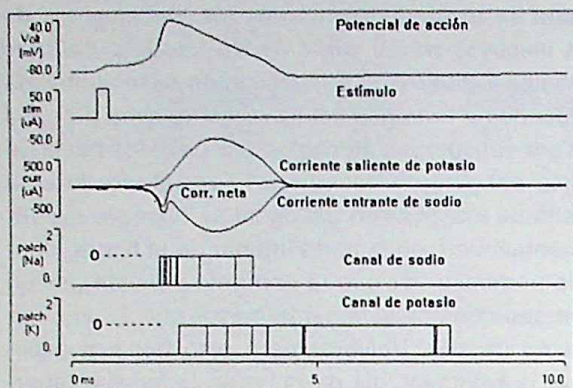 40.0
Volt
[mV]
-80.0
Potencial de acción
50.0
stim
[uA]
Estímulo
50.0
500.0
curr
[uA]
500
Corriente saliente de potasio
Corr. neta
Corriente entrante de sodio
2
patch
[Na]
0.
O
Canal de sodio
2
patch
[K]
0.
O
Canal de potasio
0 ms
5
10.0